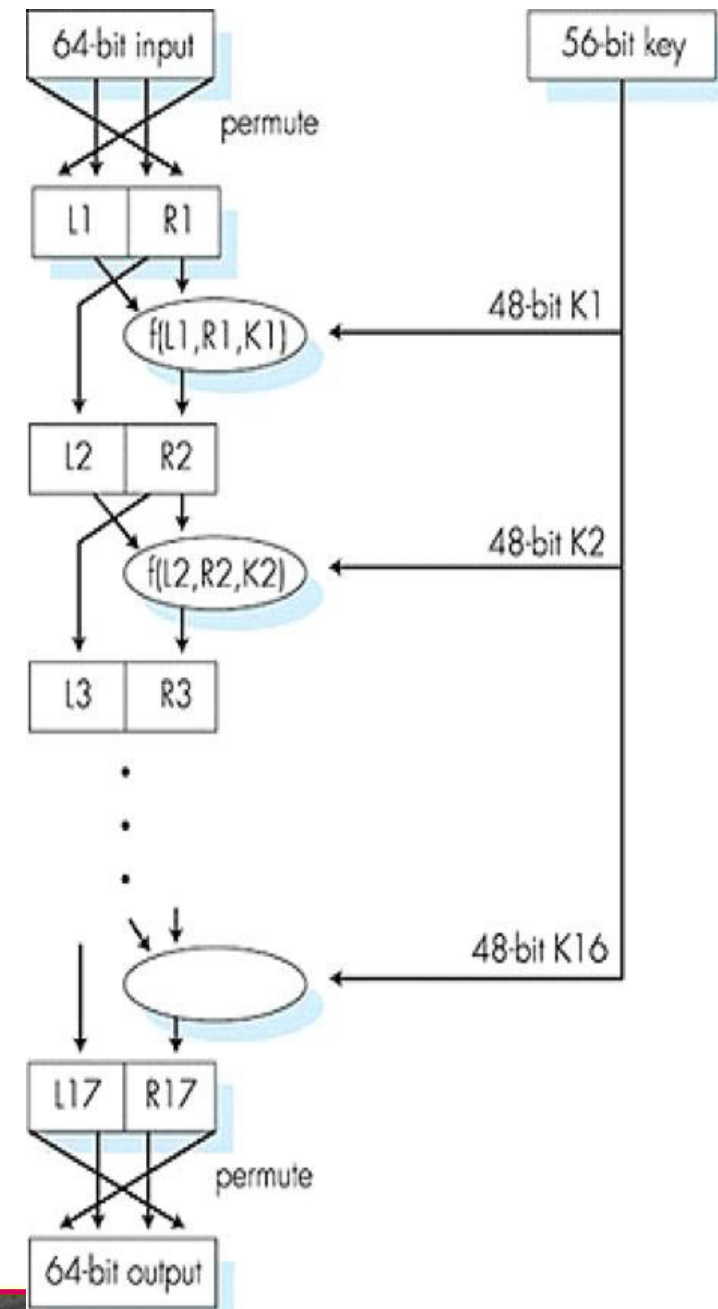 64-bit input
56-bit key
permute
L1 R1
48-bit K1
f(L1,R1,K1)
L2 R2
48-bit K2
f(L2,R2,K2)
L3 R3
48-bit K16
L17 R17
permute
64-bit output